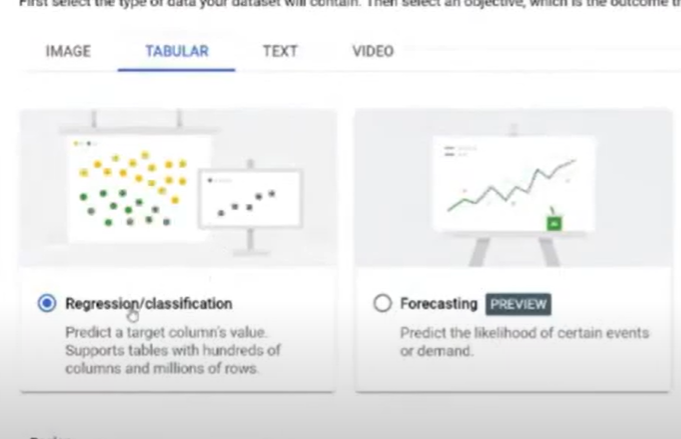 First select the type of data your dataset will contain. Then select an objective, which is the outcome
IMAGE TABULAR TEXT VIDEO
Regression/classification
Predict a target column's value.
Supports tables with hundreds of
columns and millions of rows.
Forecasting PREVIEW
Predict the likelihood of certain events
or demand.